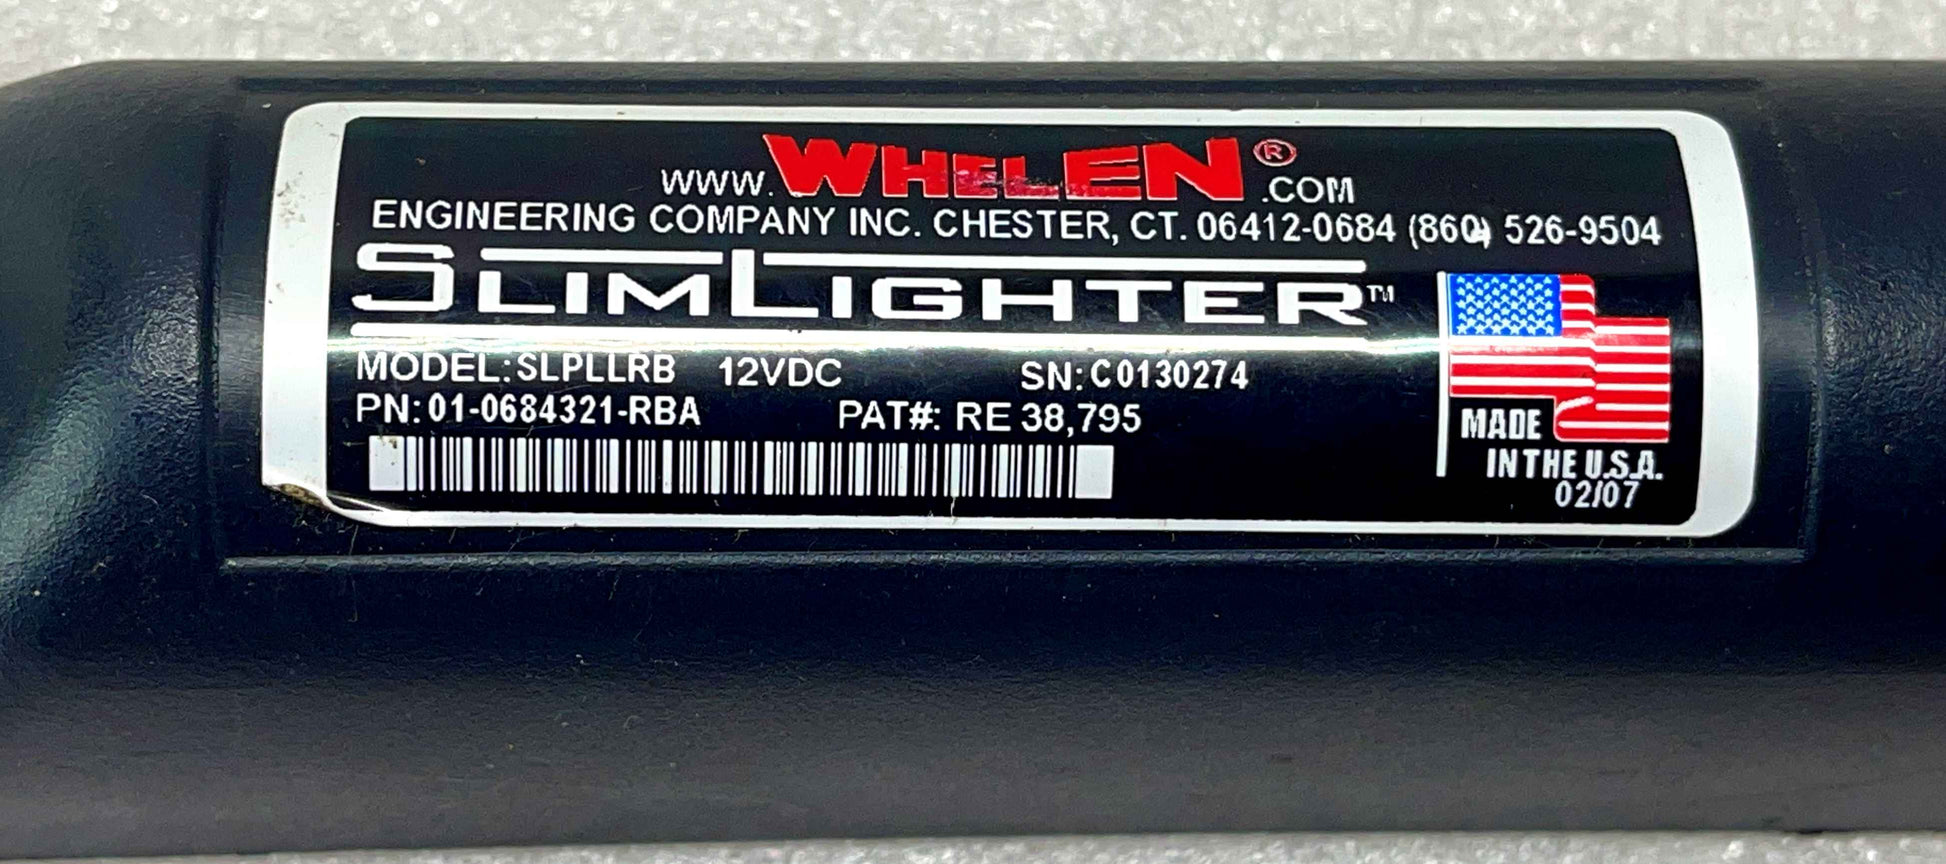 WWW.WHELEN®.COM
ENGINEERING COMPANY INC. CHESTER, CT. 06412-0684 (860) 526-9504
SLIMLIGHTER™
MODEL: SLPLLRB 12VDC SN: C0130274
PN: 01-0684321-RBA PAT#: RE 38,795
MADE
IN THE U.S.A.
02/07